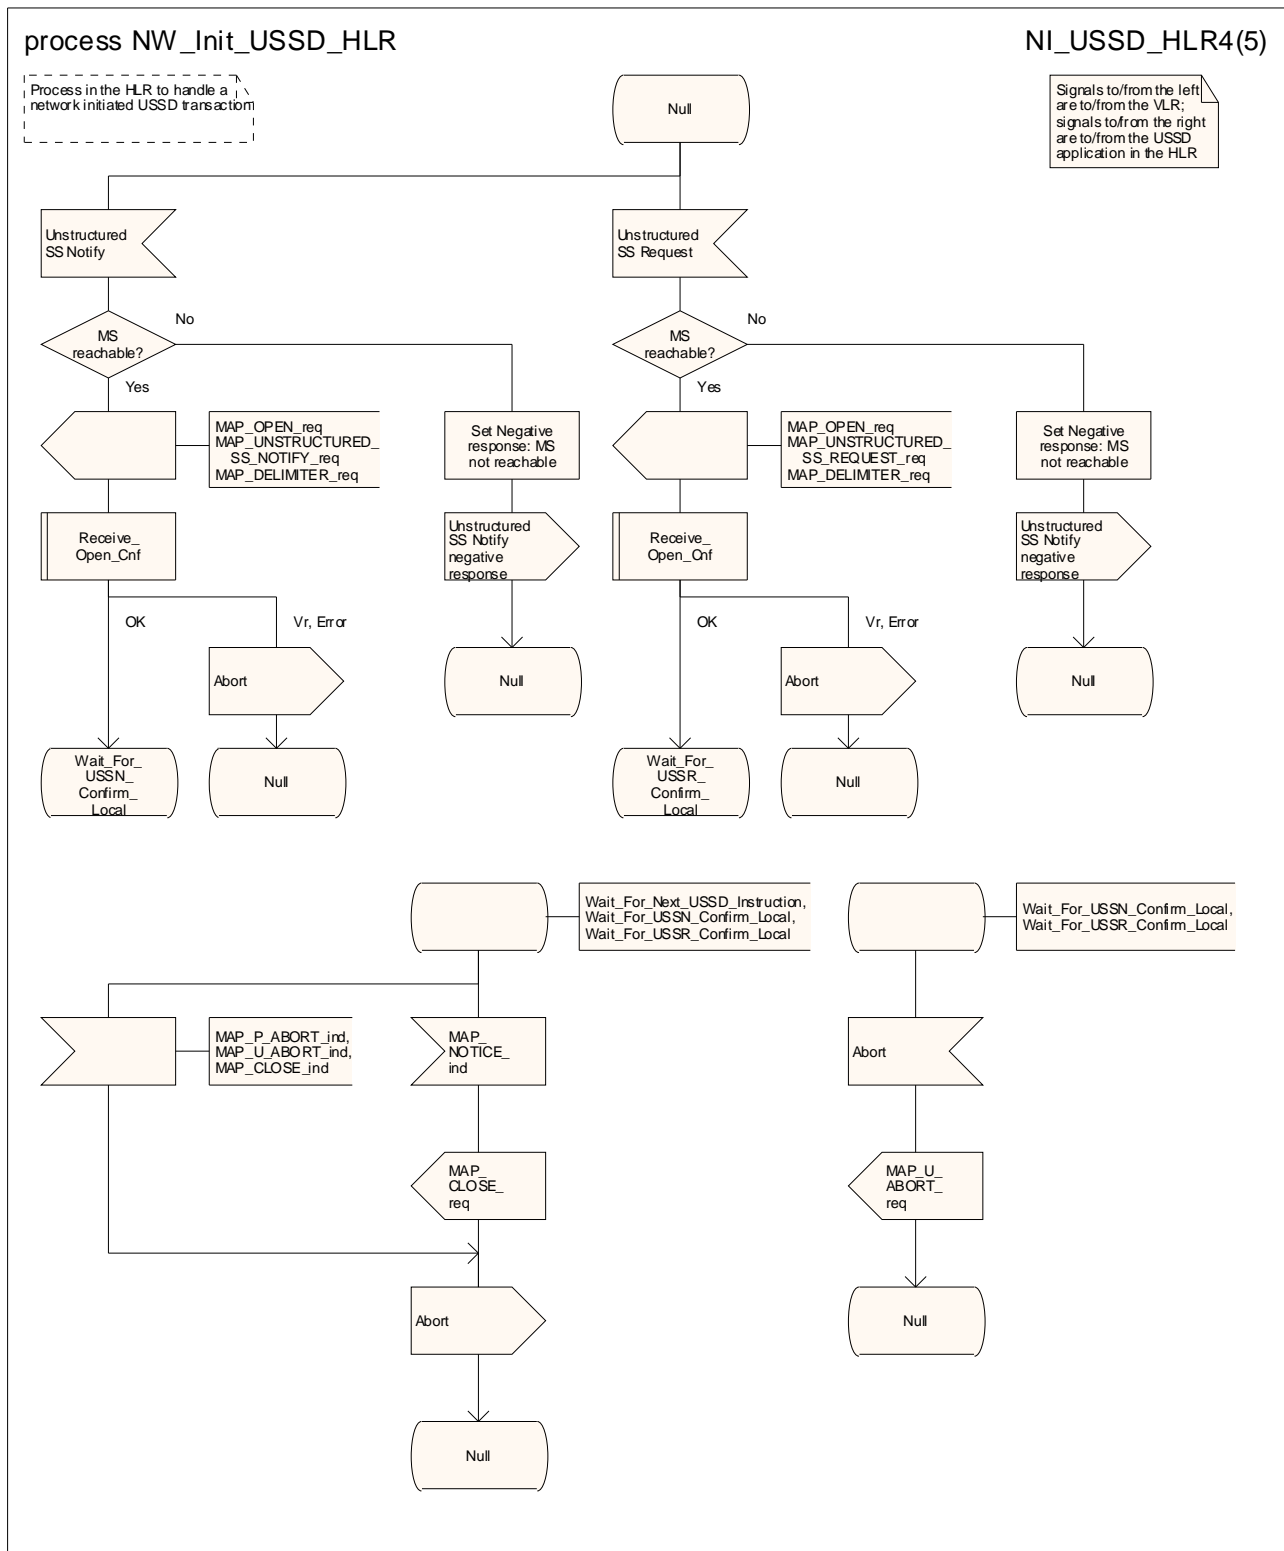 process NW_Init_USSD_HLR
NI_USSD_HLR4(5)
Process in the HLR to handle a
network initiated USSD transaction
Null
Signals to/from the left
are to/from the VLR;
signals to/from the right
are to/from the USSD
application in the HLR
Unstructured
SS Notify
Unstructured
SS Request
MS
reachable?
No
Yes
MS
reachable?
No
Yes
MAP_OPEN_req
MAP_UNSTRUCTURED_
SS_NOTIFY_req
MAP_DELIMITER_req
Set Negative
response: MS
not reachable
MAP_OPEN_req
MAP_UNSTRUCTURED_
SS_REQUEST_req
MAP_DELIMITER_req
Set Negative
response: MS
not reachable
Receive_
Open_Cnf
Unstructured
SS Notify
negative
response
Receive_
Open_Cnf
Unstructured
SS Notify
negative
response
OK
Vr, Error
OK
Vr, Error
Abort
Null
Abort
Null
Wait_For_
USSN_
Confirm_
Local
Null
Wait_For_
USSR_
Confirm_
Local
Null
Wait_For_Next_USSD_Instruction,
Wait_For_USSN_Confirm_Local,
Wait_For_USSR_Confirm_Local
Wait_For_USSN_Confirm_Local,
Wait_For_USSR_Confirm_Local
MAP_P_ABORT_ind,
MAP_U_ABORT_ind,
MAP_CLOSE_ind
MAP_
NOTICE_
ind
Abort
MAP_
CLOSE_
req
MAP_U_
ABORT_
req
Abort
Null
Null